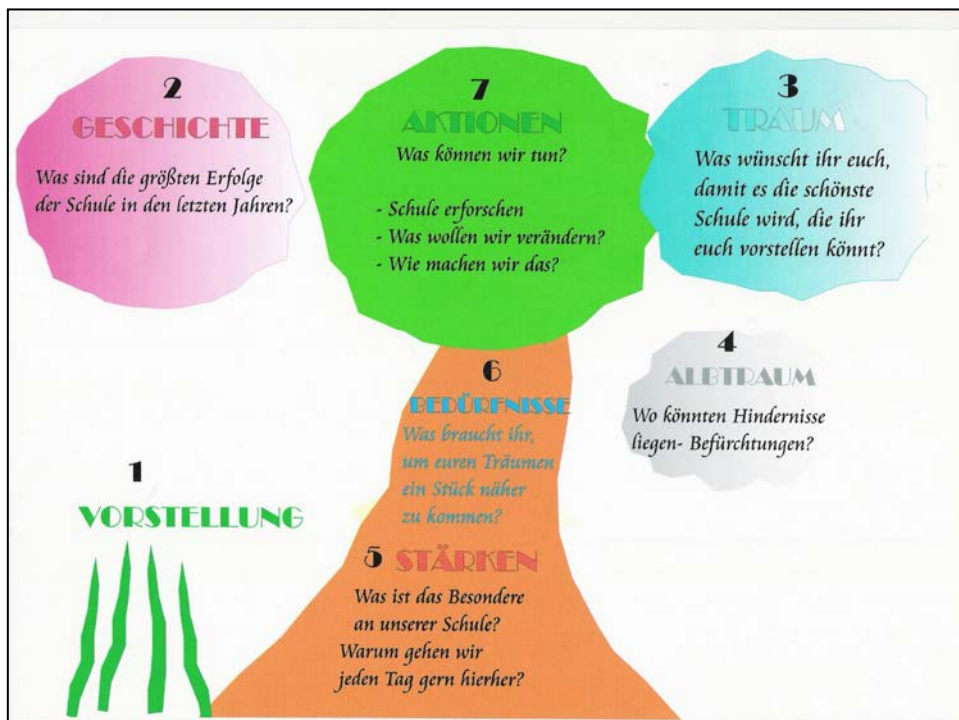 2
GESCHICHTE
Was sind die größten Erfolge
der Schule in den letzten Jahren?
7
AKTIONEN
Was können wir tun?
- Schule erforschen
- Was wollen wir verändern?
- Wie machen wir das?
3
TRAUM
Was wünscht ihr euch,
damit es die schönste
Schule wird, die ihr
euch vorstellen könnt?
4
ALBTRAUM
Wo könnten Hindernisse
liegen- Befürchtungen?
6
BEDÜRFNISSE
Was braucht ihr,
um euren Träumen
ein Stück näher
zu kommen?
1
VORSTELLUNG
5 STÄRKEN
Was ist das Besondere
an unserer Schule?
Warum gehen wir
jeden Tag gern hierher?